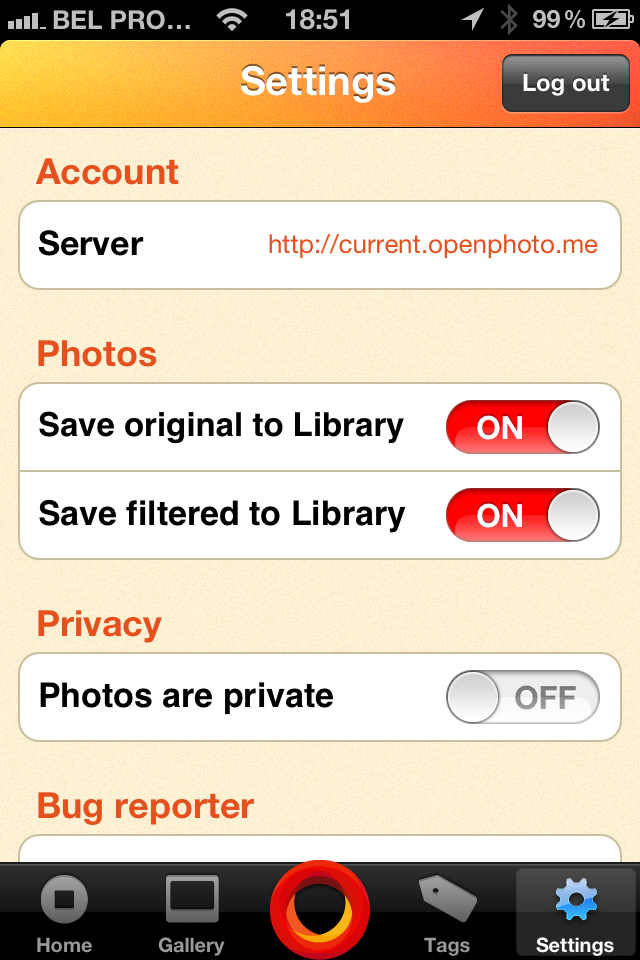 BEL PRO... 18:51 99 %
Settings Log out
Account
Server http://current.openphoto.me
Photos
Save original to Library ON
Save filtered to Library ON
Privacy
Photos are private OFF
Bug reporter
Home Gallery Tags Settings